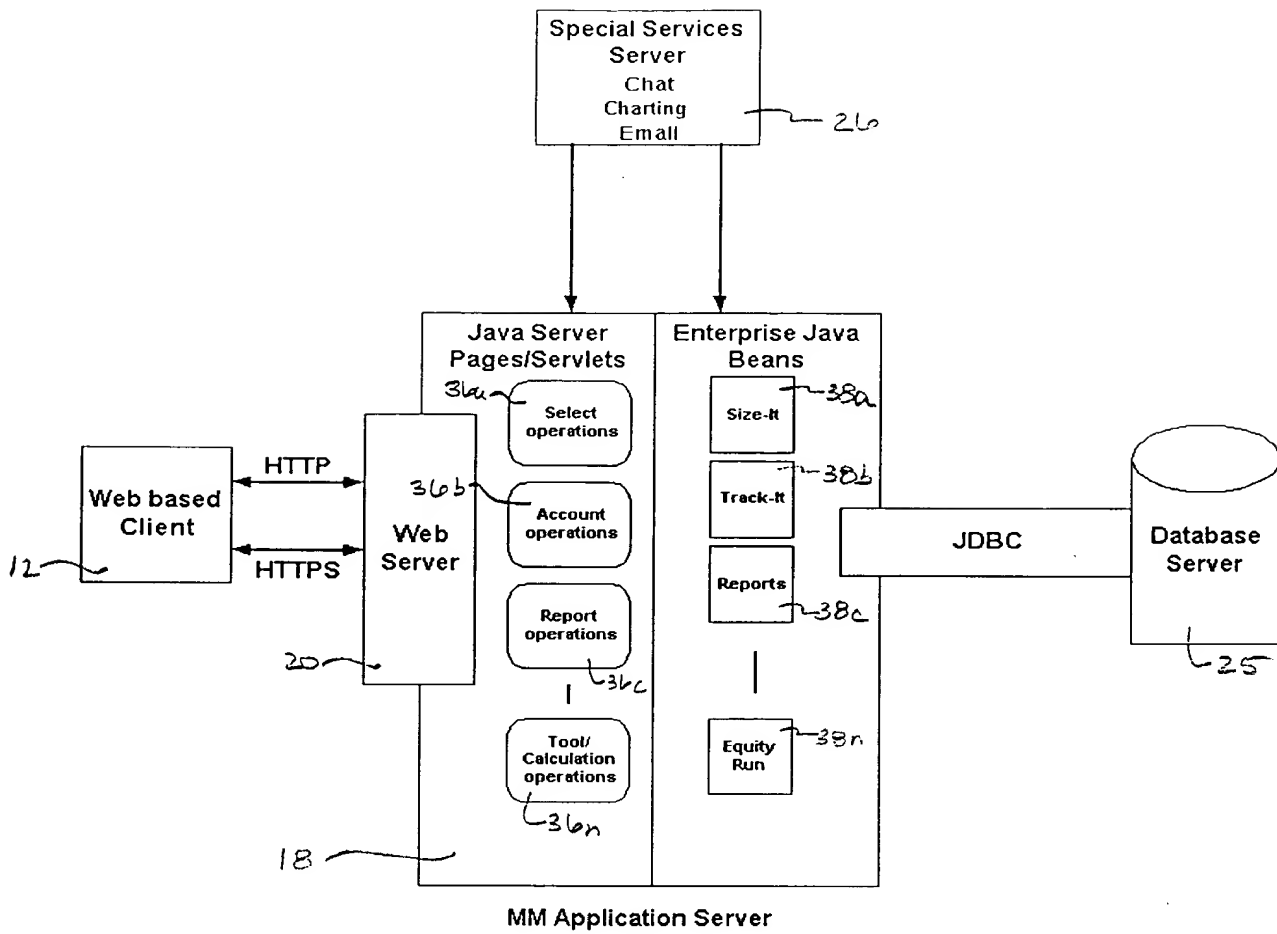 Special Services
Server
Chat
Charting
Email
26
Java Server
Pages/Servlets
Enterprise Java
Beans
36a
Select
operations
38a
Size-It
HTTP
36b
38b
Track-It
Web based
Client
Account
operations
Web
Server
JDBC
Database
Server
12
HTTPS
Reports
38c
Report
operations
20
36c
25
Tool/
Calculation
operations
Equity
Run
38n
36n
18
MM Application Server